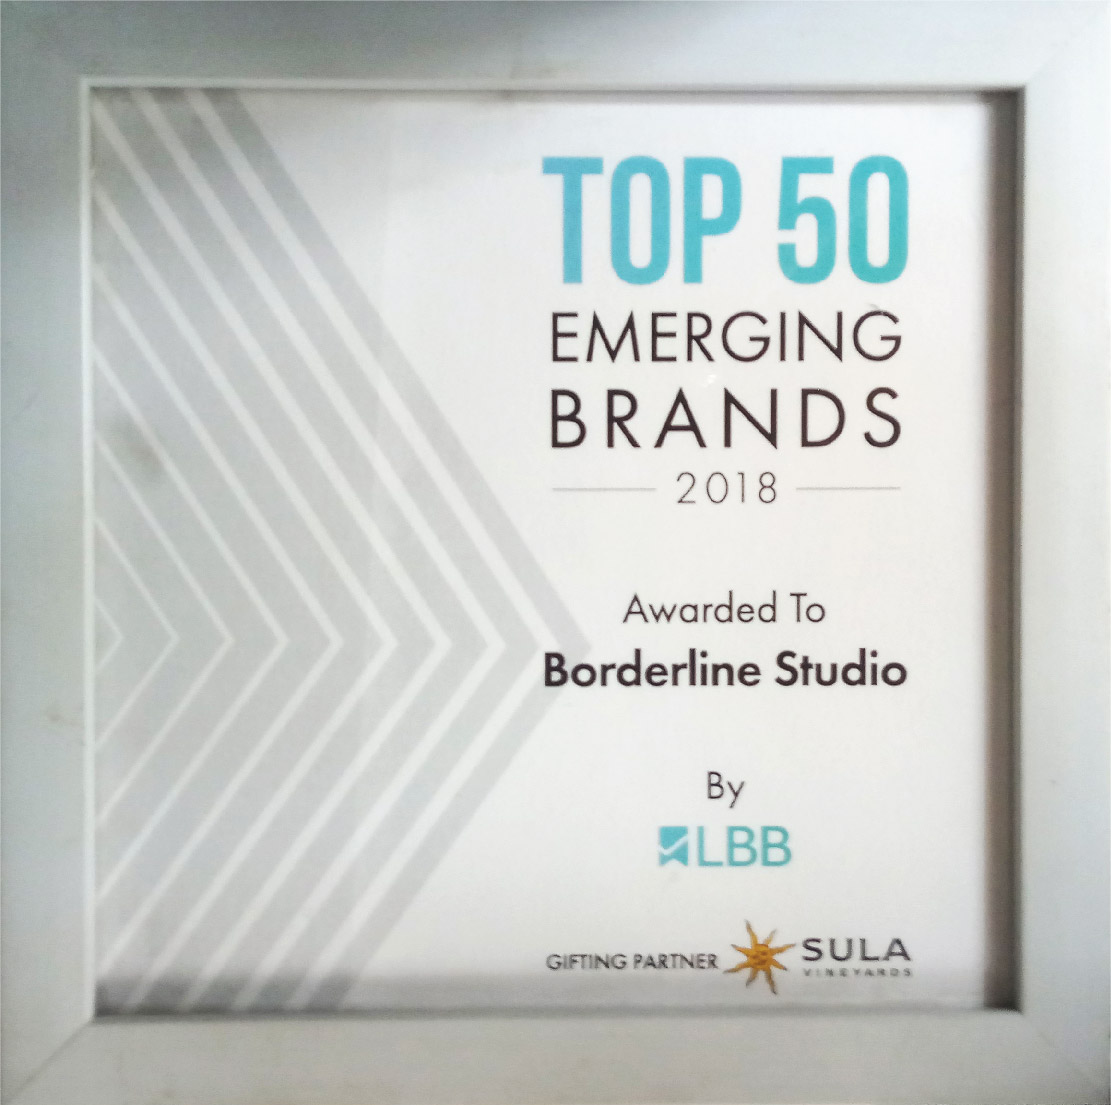 TOP 50
EMERGING
BRANDS
2018
Awarded To
Borderline Studio
By
LBB
GIFTING PARTNER SULA
VINEYARDS